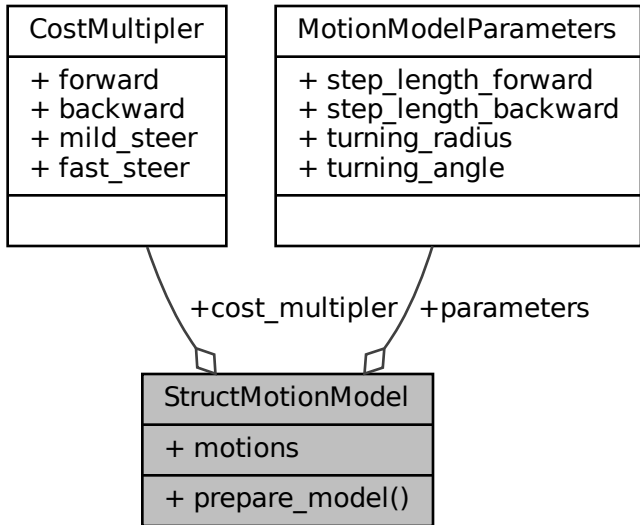 CostMultipler
+ forward
+ backward
+ mild_steer
+ fast_steer
MotionModelParameters
+ step_length_forward
+ step_length_backward
+ turning_radius
+ turning_angle
+cost_multipler
+parameters
StructMotionModel
+ motions
+ prepare_model()